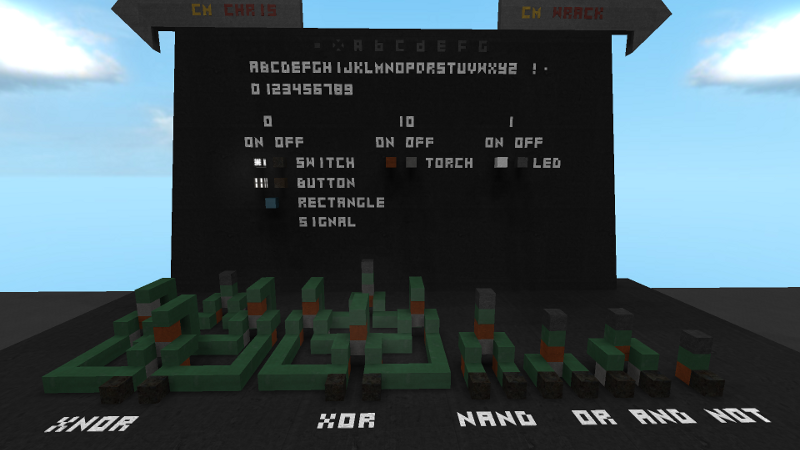 CH CHRIS
CH WRACK
A b C d E F G
ABCDEFGHIJKLMNOPQRSTUVWXYZ ! .
0123456789
0 10 1
ON OFF ON OFF ON OFF
SWITCH TORCH LED
BUTTON
RECTANGLE
SIGNAL
XNOR XOR NAND OR AND NOT